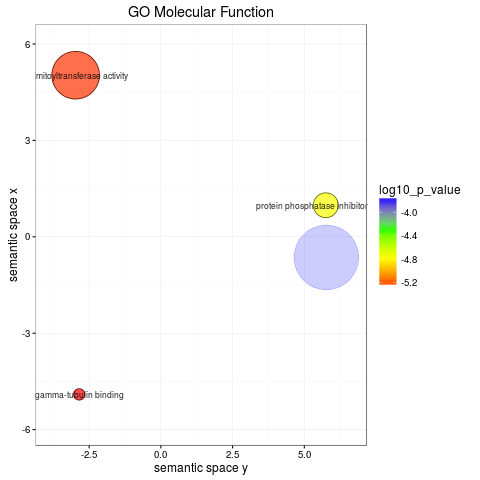 GO Molecular Function
6
mitoyltransferase activity
3
protein phosphatase inhibitor
0
-3
gamma-tubulin binding
-6
-2.5
0.0
2.5
5.0
semantic space x
semantic space y
log10_p_value
-4.0
-4.4
-4.8
-5.2